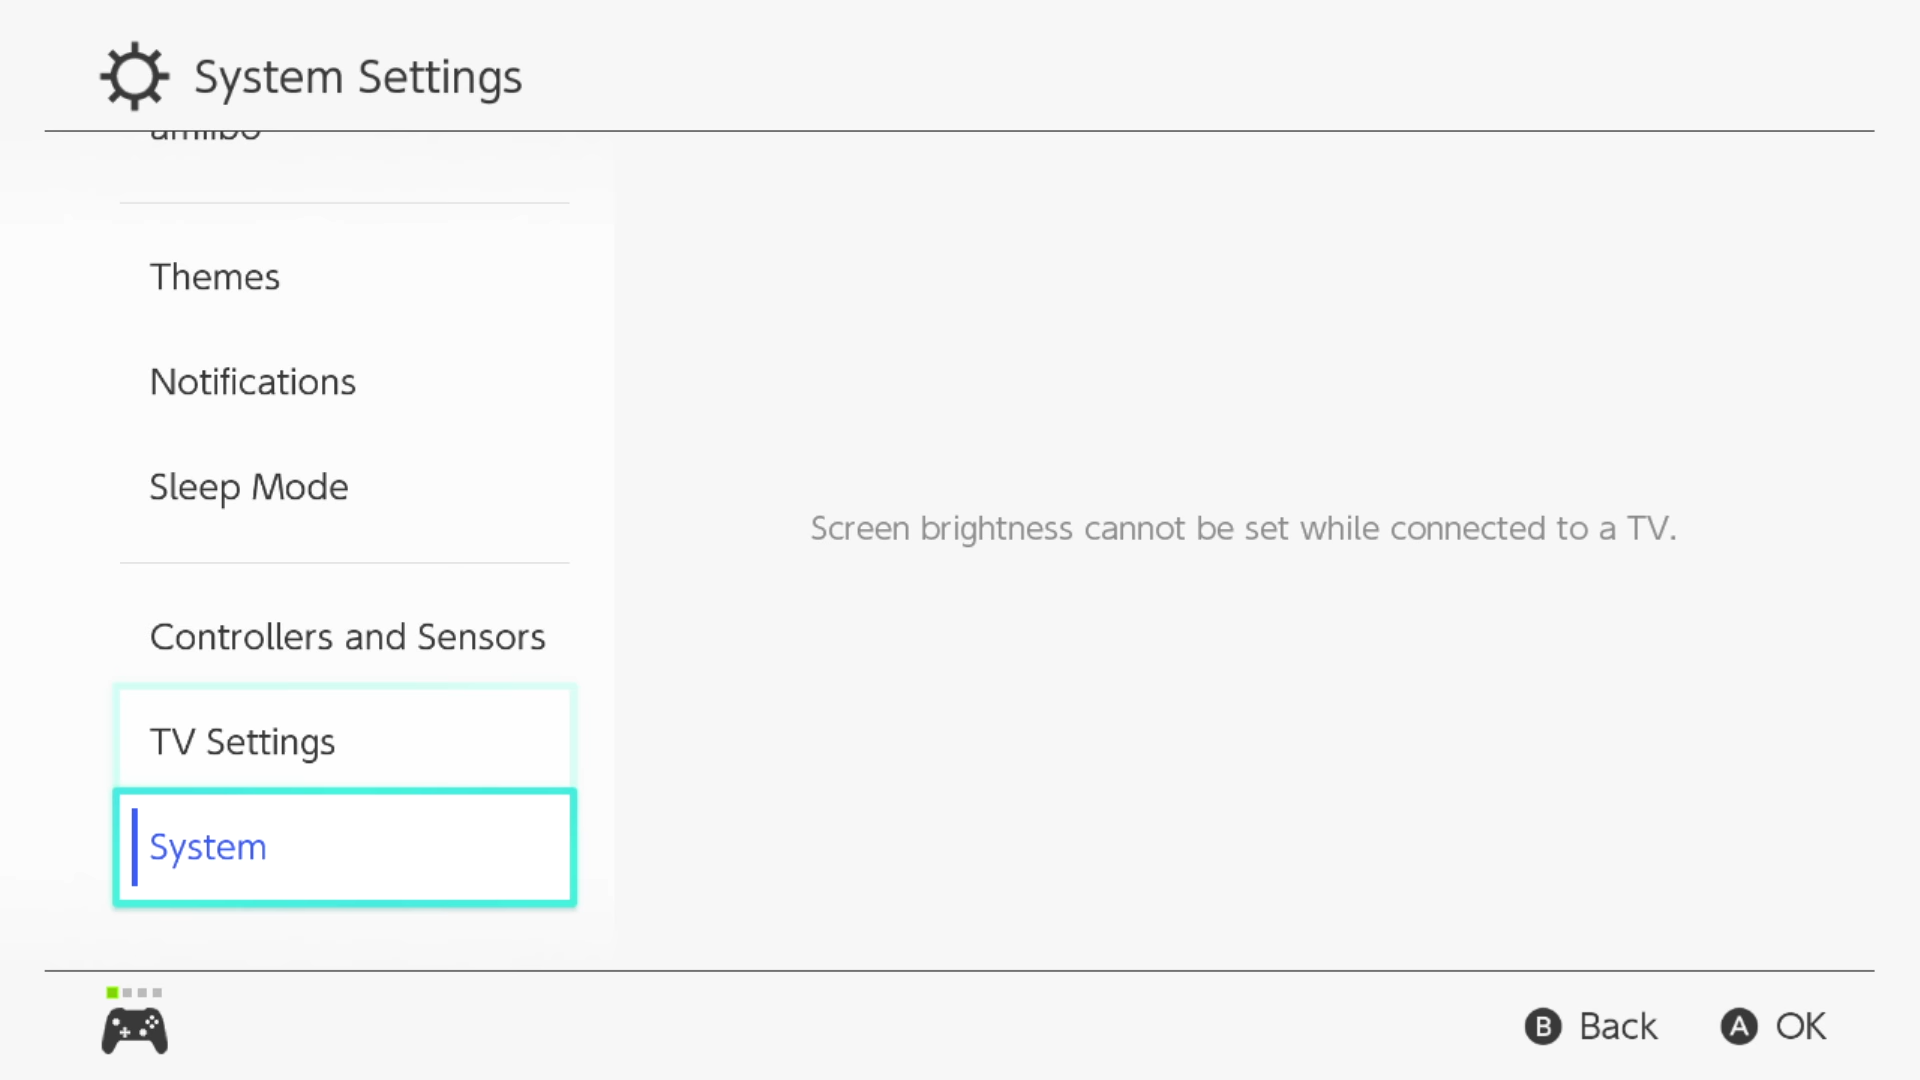 System Settings
amiibo
Themes
Notifications
Sleep Mode
Controllers and Sensors
TV Settings
System
Screen brightness cannot be set while connected to a TV.
B Back
A OK